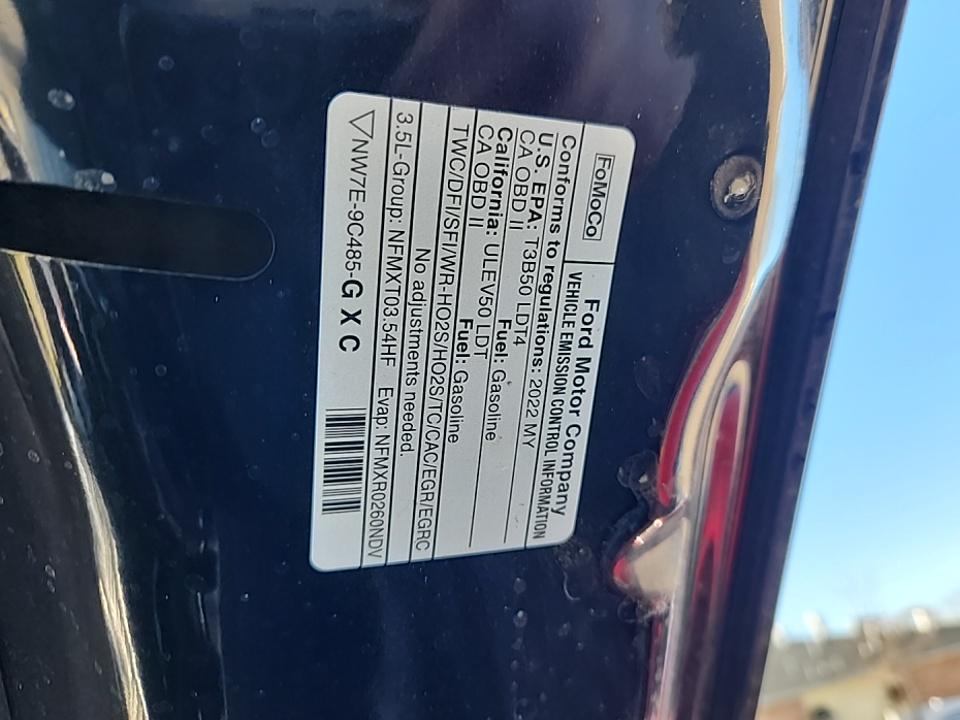 FoMoCo
Ford Motor Company
VEHICLE EMISSION CONTROL INFORMATION
Conforms to regulations: 2022 MY
U.S. EPA: T3B50 LDT4 Fuel: Gasoline
CA OBD II
California: ULEV50 LDT Fuel: Gasoline
CA OBD II
TWC/DFI/SFI/WR-HO2S/HO2S/TC/CAC/EGR/EGRC
No adjustments needed.
3.5L-Group: NFMXT03.54HF Evap: NFMXR0260NDV
NW7E-9C485-G X C